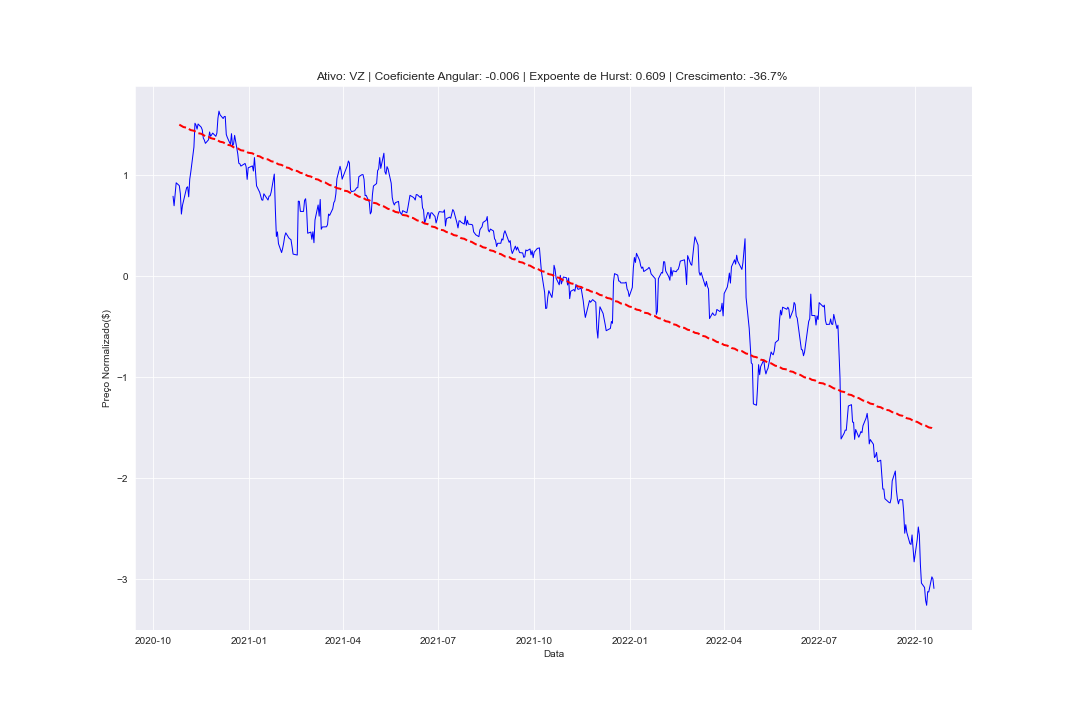 Ativo: VZ | Coeficiente Angular: -0.006 | Expoente de Hurst: 0.609 | Crescimento: -36.7%
Preço Normalizado($)
1
0
−1
−2
−3
2020-10 2021-01 2021-04 2021-07 2021-10 2022-01 2022-04 2022-07 2022-10
Data